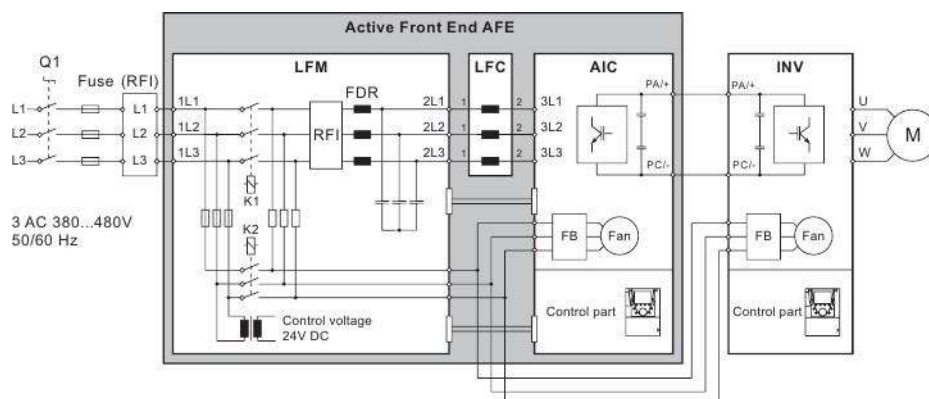 Active Front End AFE
LFM
LFC
AIC
INV
Q1
Fuse
(RFI)
FDR
L1
L1
1L1
2L1
1
2
3L1
L2
L2
1L2
RFI
2L2
1
2
3L2
L3
L3
1L3
2L3
1
2
3L3
PA/+
PA/+
PC/-
PC/-
U
V
W
M
K1
3 AC 380...480V
50/60 Hz
K2
FB
Fan
FB
Fan
Control voltage
24V DC
Control part
Control part